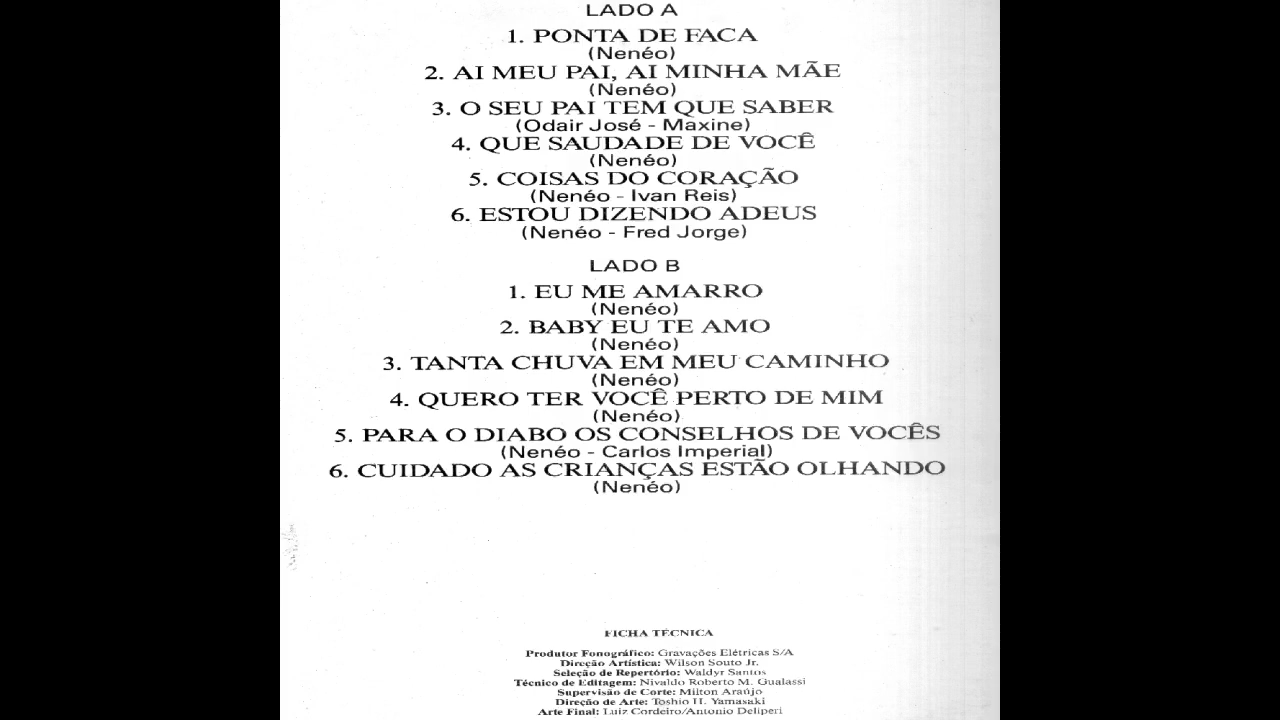 LADO A
1. PONTA DE FACA
(Nenéo)
2. AI MEU PAI, AI MINHA MÃE
(Nenéo)
3. O SEU PAI TEM QUE SABER
(Odair José - Maxine)
4. QUE SAUDADE DE VOCÊ
(Nenéo)
5. COISAS DO CORAÇÃO
(Nenéo - Ivan Reis)
6. ESTOU DIZENDO ADEUS
(Nenéo - Fred Jorge)
LADO B
1. EU ME AMARRO
(Nenéo)
2. BABY EU TE AMO
(Nenéo)
3. TANTA CHUVA EM MEU CAMINHO
(Nenéo)
4. QUERO TER VOCÊ PERTO DE MIM
(Nenéo)
5. PARA O DIABO OS CONSELHOS DE VOCÊS
(Nenéo - Carlos Imperial)
6. CUIDADO AS CRIANÇAS ESTÃO OLHANDO
(Nenéo)
FICHA TÉCNICA
Produtor Fonográfico: Gravações Elétricas S/A
Direção Artística: Wilson Souto Jr.
Seleção de Repertório: Waldyr Santos
Técnico de Editagem: Nivaldo Roberto M. Gualassi
Supervisão de Corte: Milton Araújo
Direção de Arte: Toshio H. Yamasaki
Arte Final: Luiz Cordeiro/Antonio Deliperi